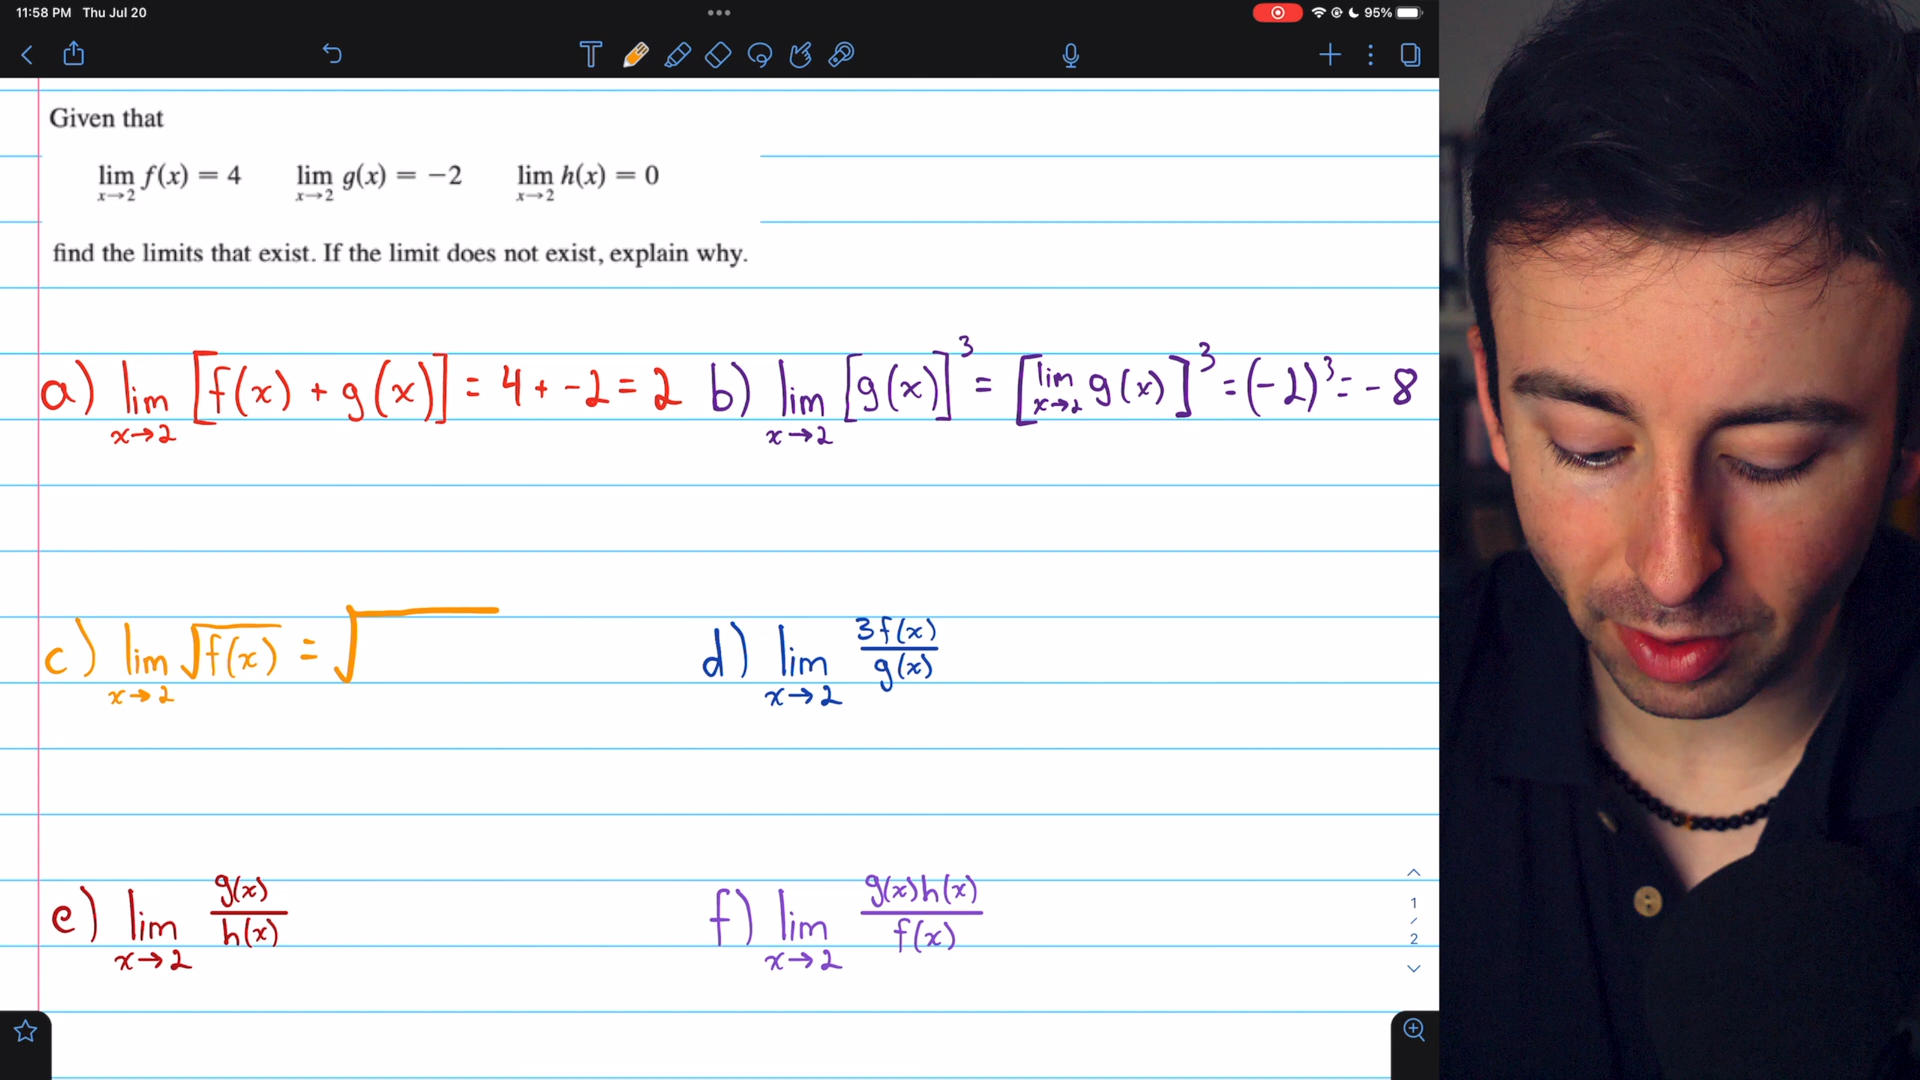 11:58 PM Thu Jul 20
95%
Given that
lim x→2 f(x) = 4 lim x→2 g(x) = −2 lim x→2 h(x) = 0
find the limits that exist. If the limit does not exist, explain why.
a) lim x→2 [f(x) + g(x)] = 4 + -2 = 2 b) lim x→2 [g(x)]³ = [lim x→2 g(x)]³ = (-2)³ = -8
c) lim x→2 √f(x) = √ d) lim x→2 3f(x)/g(x)
e) lim x→2 g(x)/h(x) f) lim x→2 g(x)h(x)/f(x)
1
/
2